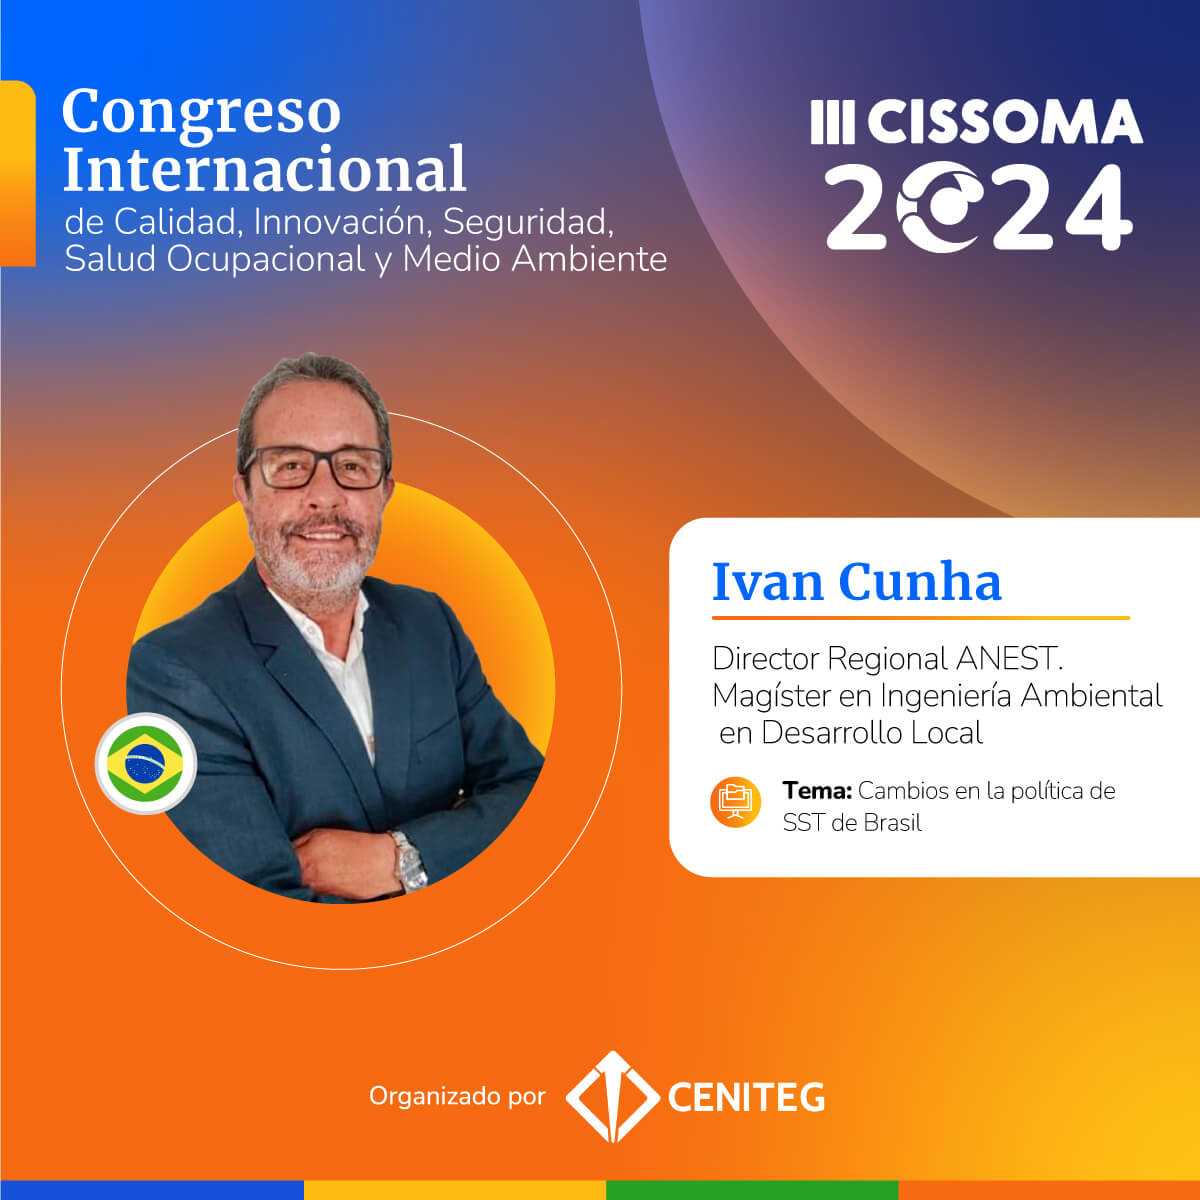 Congreso
Internacional
de Calidad, Innovación, Seguridad,
Salud Ocupacional y Medio Ambiente
III CISSOMA
2024
Ivan Cunha
Director Regional ANEST.
Magíster en Ingeniería Ambiental
en Desarrollo Local
Tema: Cambios en la política de
SST de Brasil
Organizado por CENITEG